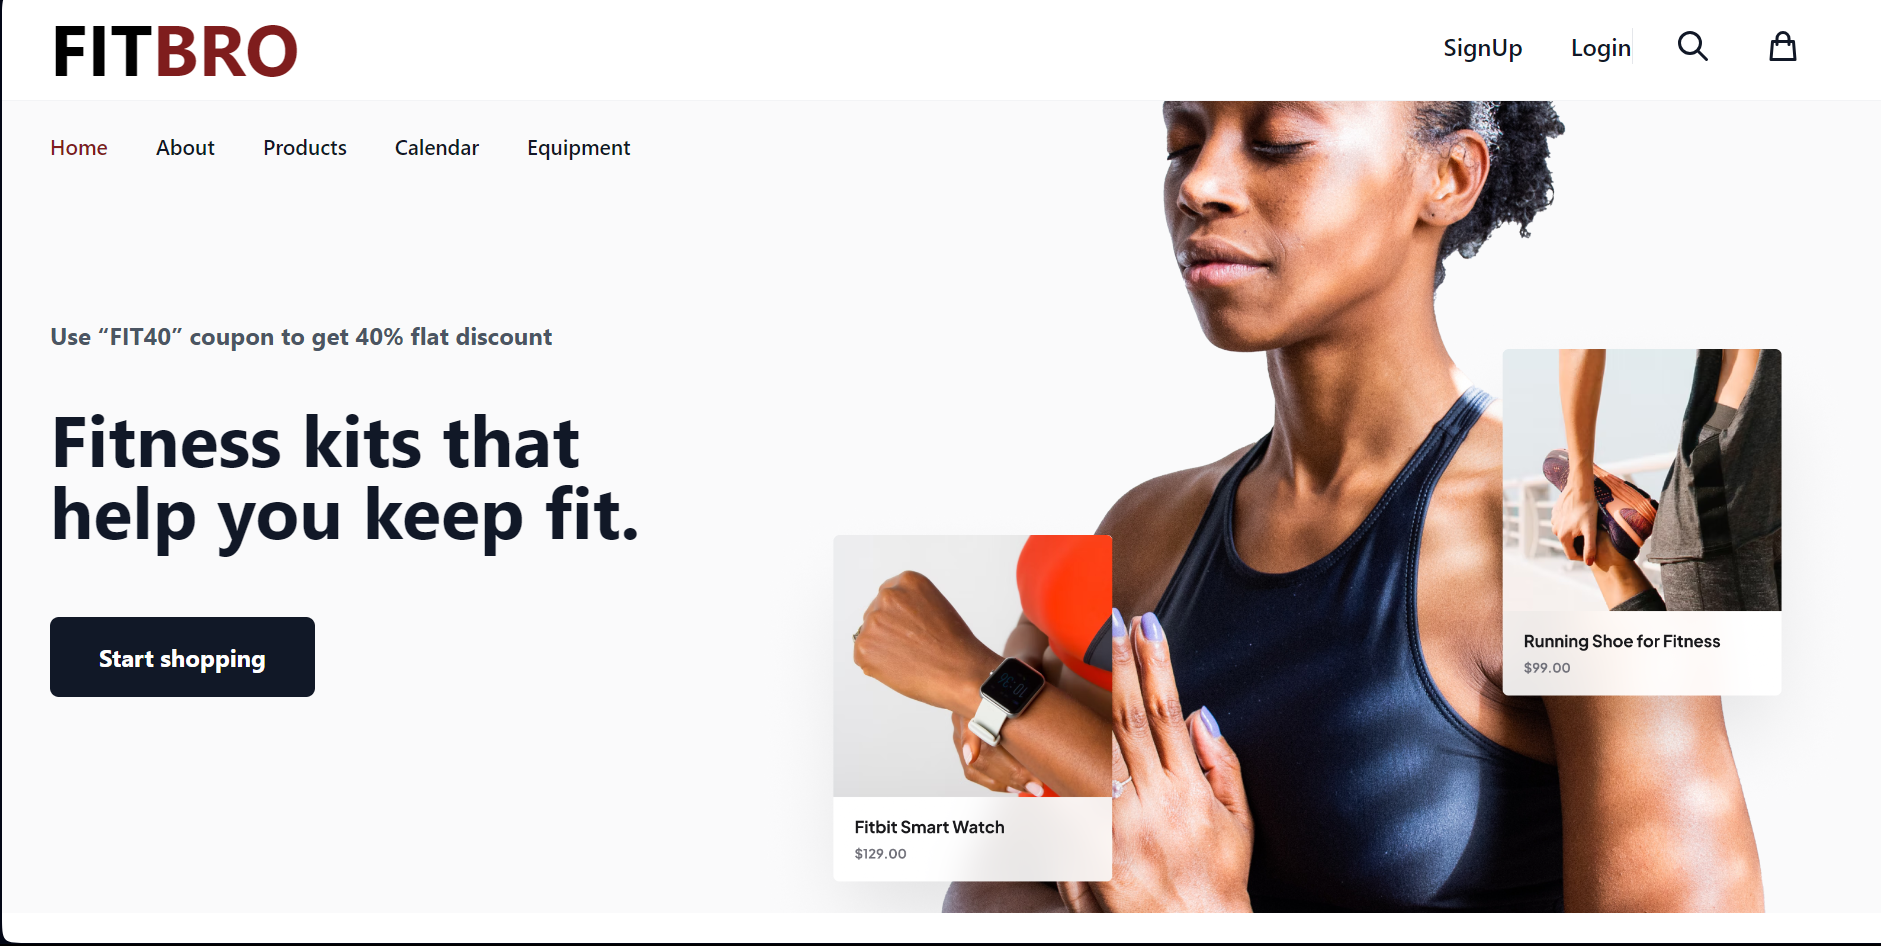 FITBRO
SignUp Login
Home About Products Calendar Equipment
Use “FIT40” coupon to get 40% flat discount
Fitness kits that
help you keep fit.
Start shopping
Running Shoe for Fitness
$99.00
Fitbit Smart Watch
$129.00